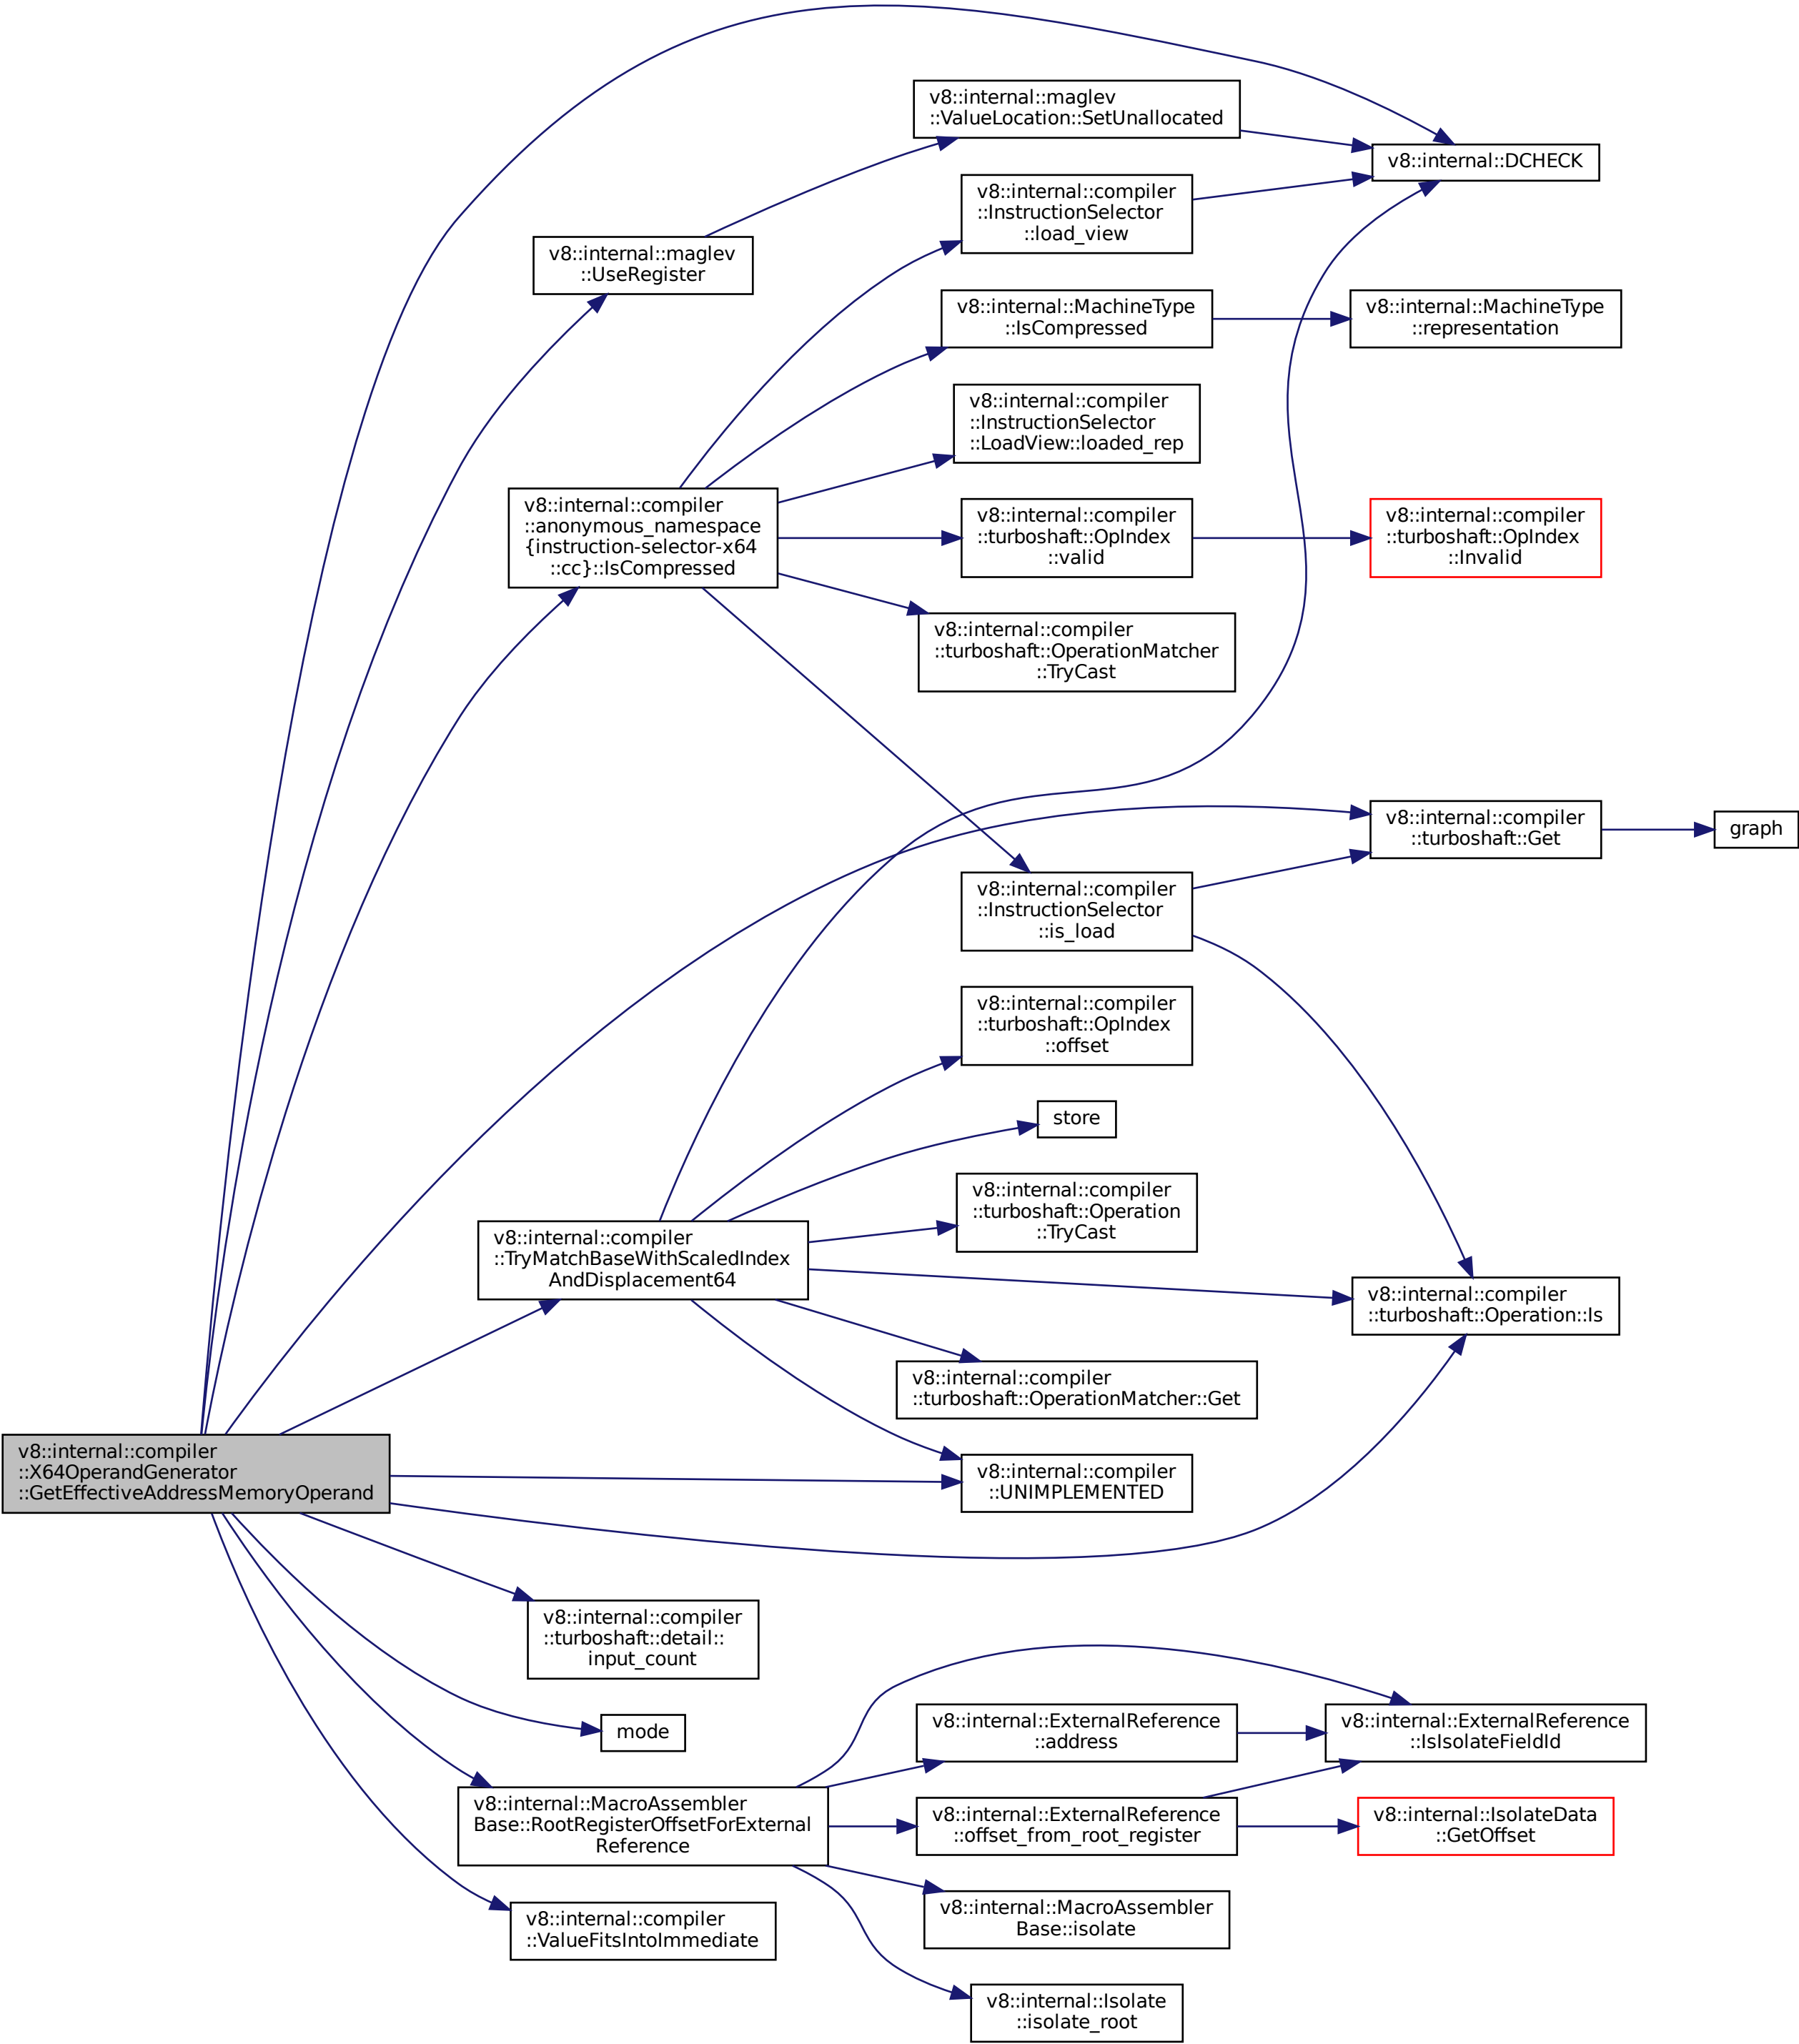 v8::internal::maglev
::ValueLocation::SetUnallocated
v8::internal::DCHECK
v8::internal::compiler
::InstructionSelector
::load_view
v8::internal::maglev
::UseRegister
v8::internal::MachineType
::IsCompressed
v8::internal::MachineType
::representation
v8::internal::compiler
::InstructionSelector
::LoadView::loaded_rep
v8::internal::compiler
::anonymous_namespace
{instruction-selector-x64
::cc}::IsCompressed
v8::internal::compiler
::turboshaft::OpIndex
::valid
v8::internal::compiler
::turboshaft::OpIndex
::Invalid
v8::internal::compiler
::turboshaft::OperationMatcher
::TryCast
v8::internal::compiler
::turboshaft::Get
graph
v8::internal::compiler
::InstructionSelector
::is_load
v8::internal::compiler
::turboshaft::OpIndex
::offset
store
v8::internal::compiler
::turboshaft::Operation
::TryCast
v8::internal::compiler
::TryMatchBaseWithScaledIndex
AndDisplacement64
v8::internal::compiler
::turboshaft::Operation::Is
v8::internal::compiler
::turboshaft::OperationMatcher::Get
v8::internal::compiler
::X64OperandGenerator
::GetEffectiveAddressMemoryOperand
v8::internal::compiler
::UNIMPLEMENTED
v8::internal::compiler
::turboshaft::detail::
input_count
mode
v8::internal::ExternalReference
::address
v8::internal::ExternalReference
::IsIsolateFieldId
v8::internal::MacroAssembler
Base::RootRegisterOffsetForExternal
Reference
v8::internal::ExternalReference
::offset_from_root_register
v8::internal::IsolateData
::GetOffset
v8::internal::MacroAssembler
Base::isolate
v8::internal::compiler
::ValueFitsIntoImmediate
v8::internal::Isolate
::isolate_root